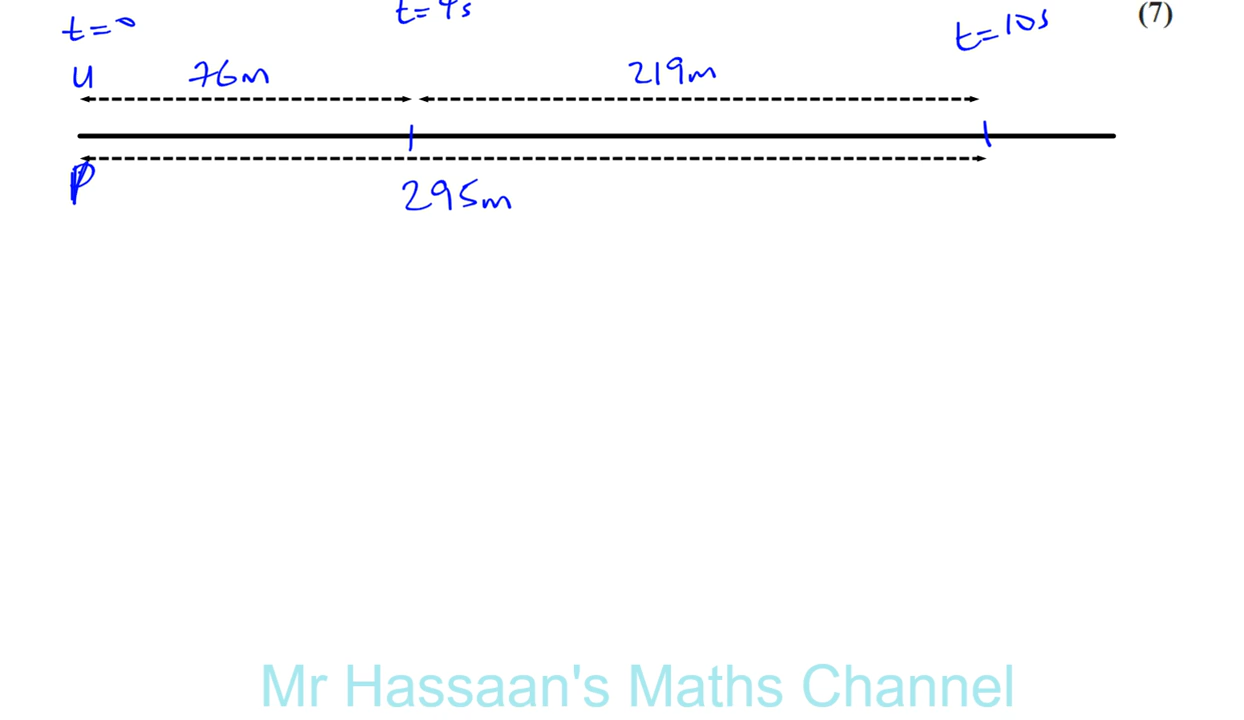 t=4s
(7)
t=0
t=10s
u
76m
219m
P
295m
Mr Hassaan's Maths Channel